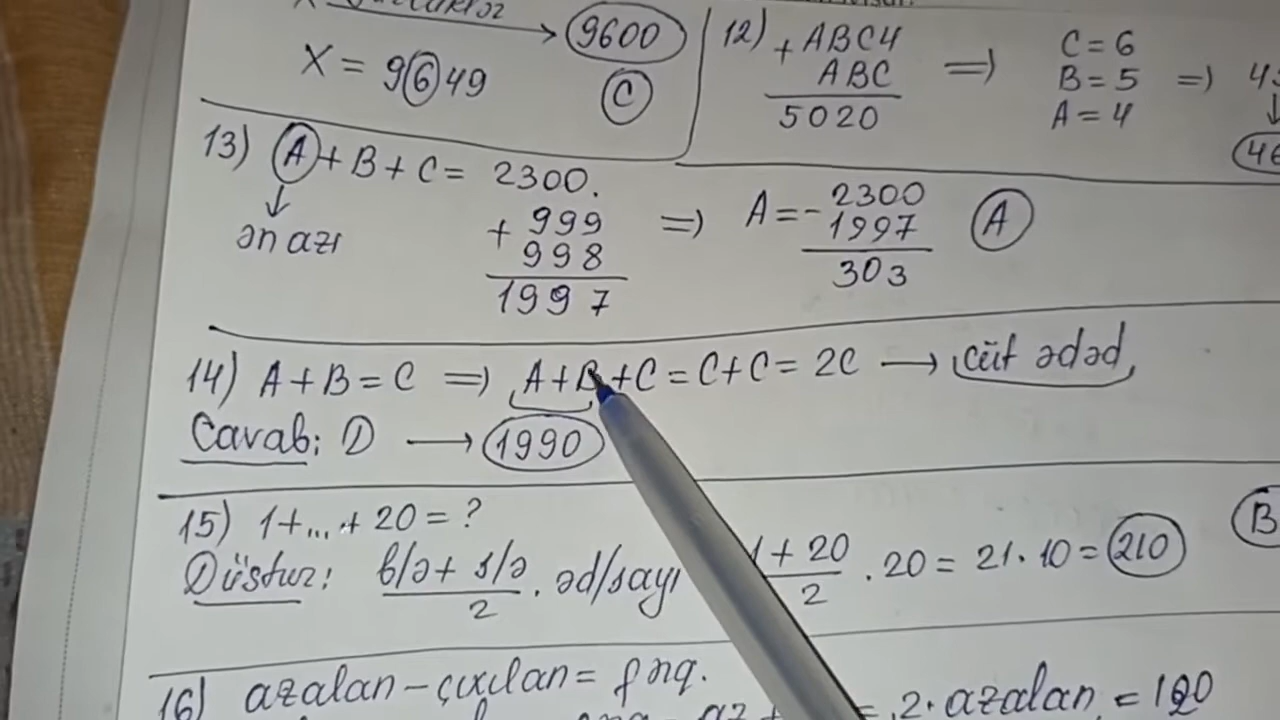 9600
X = 9649
C
12) + ABC4
ABC
5020
=> C = 6
B = 5 =>
A = 4
13) A + B + C = 2300.
ən azı
+ 999
998
1997
=> A = - 2300
1997
303
A
14) A + B = C => A + B + C = C + C = 2C → cüt ədəd,
Cavab: D → 1990
15) 1 + ... + 20 = ?
B
Düstur: b/ə + s/ə / 2 . əd/sayı 1 + 20 / 2 . 20 = 21 . 10 = 210
16) azalan - çıxılan = fərq.
2 . azalan = 120